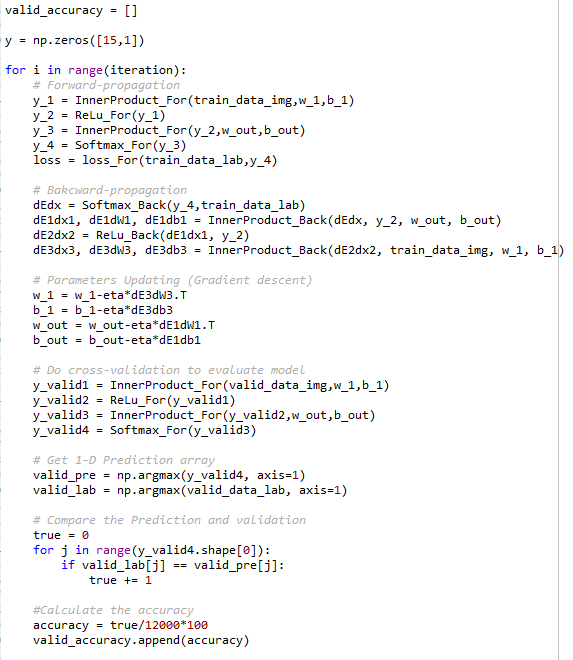 valid_accuracy = []
y = np.zeros([15,1])
for i in range(iteration):
# Forward-propagation
y_1 = InnerProduct_For(train_data_img,w_1,b_1)
y_2 = ReLu_For(y_1)
y_3 = InnerProduct_For(y_2,w_out,b_out)
y_4 = Softmax_For(y_3)
loss = loss_For(train_data_lab,y_4)
# Bakcward-propagation
dEdx = Softmax_Back(y_4,train_data_lab)
dE1dx1, dE1dW1, dE1db1 = InnerProduct_Back(dEdx, y_2, w_out, b_out)
dE2dx2 = ReLu_Back(dE1dx1, y_2)
dE3dx3, dE3dW3, dE3db3 = InnerProduct_Back(dE2dx2, train_data_img, w_1, b_1)
# Parameters Updating (Gradient descent)
w_1 = w_1-eta*dE3dW3.T
b_1 = b_1-eta*dE3db3
w_out = w_out-eta*dE1dW1.T
b_out = b_out-eta*dE1db1
# Do cross-validation to evaluate model
y_valid1 = InnerProduct_For(valid_data_img,w_1,b_1)
y_valid2 = ReLu_For(y_valid1)
y_valid3 = InnerProduct_For(y_valid2,w_out,b_out)
y_valid4 = Softmax_For(y_valid3)
# Get 1-D Prediction array
valid_pre = np.argmax(y_valid4, axis=1)
valid_lab = np.argmax(valid_data_lab, axis=1)
# Compare the Prediction and validation
true = 0
for j in range(y_valid4.shape[0]):
if valid_lab[j] == valid_pre[j]:
true += 1
#Calculate the accuracy
accuracy = true/12000*100
valid_accuracy.append(accuracy)